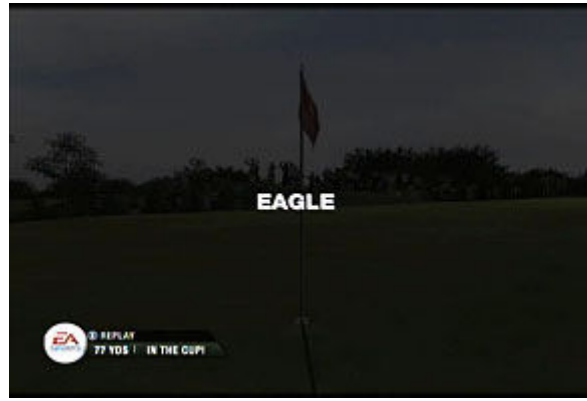 EAGLE
EA
SPORTS
REPLAY
77 YDS | IN THE CUP!